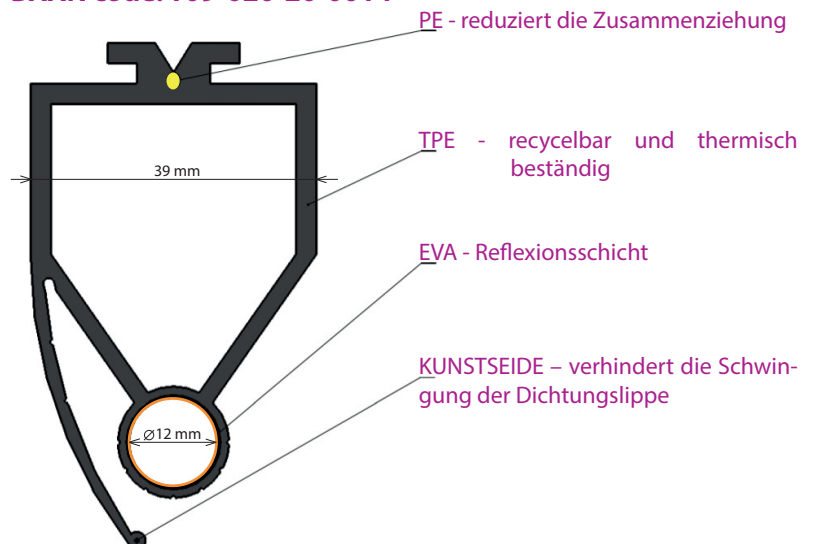 PE - reduziert die Zusammenziehung
TPE - recycelbar und thermisch
beständig
39 mm
EVA - Reflexionsschicht
KUNSTSEIDE – verhindert die Schwin-
gung der Dichtungslippe
⌀12 mm